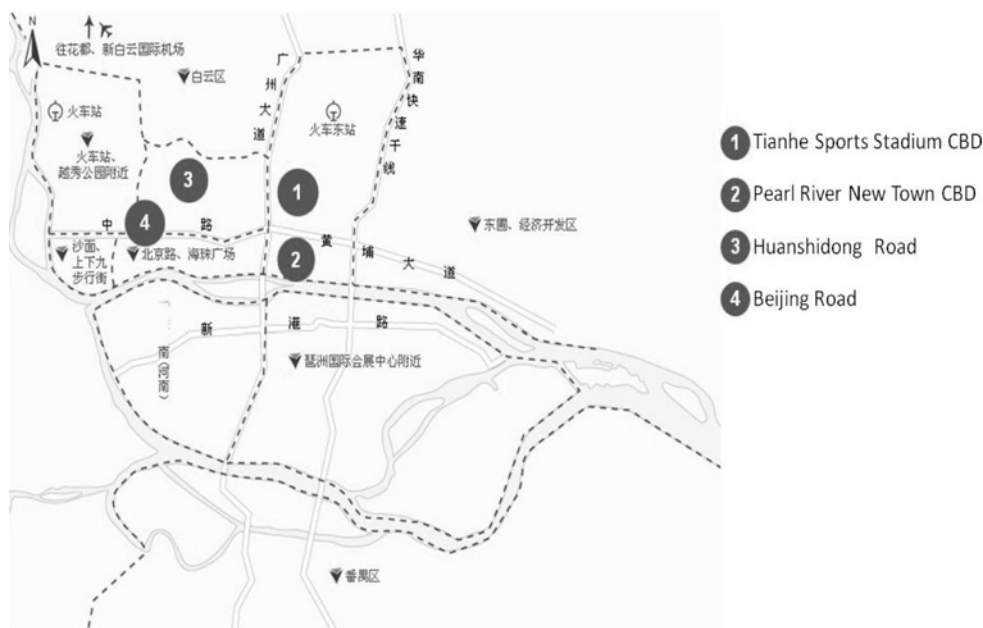 N
往花都、新白云国际机场
白云区
广州大道
华南快速干线
火车站
火车东站
火车站、
越秀公园附近
1 Tianhe Sports Stadium CBD
2 Pearl River New Town CBD
3 Huanshidong Road
4 Beijing Road
3
1
4
2
中 路
黄埔大道
东圃、经济开发区
沙面、
上下九
步行街
北京路、海珠广场
新 港 路
琶洲国际会展中心附近
南(河南)
番禺区